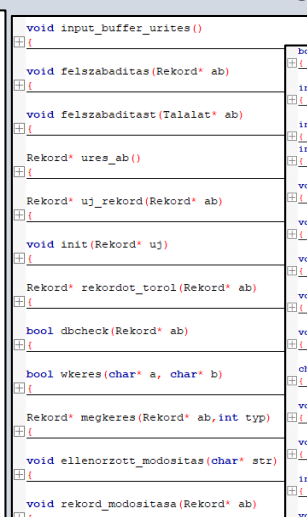 void input_buffer_urites()
{
void felszabaditas(Rekord* ab)
{
void felszabaditast(Talalat* ab)
{
Rekord* ures_ab()
{
Rekord* uj_rekord(Rekord* ab)
{
void init(Rekord* uj)
{
Rekord* rekordot_torol(Rekord* ab)
{
bool dbcheck(Rekord* ab)
{
bool wkeres(char* a, char* b)
{
Rekord* megkeres(Rekord* ab,int typ)
{
void ellenorzott_modositas(char* str)
{
void rekord_modositasa(Rekord* ab)